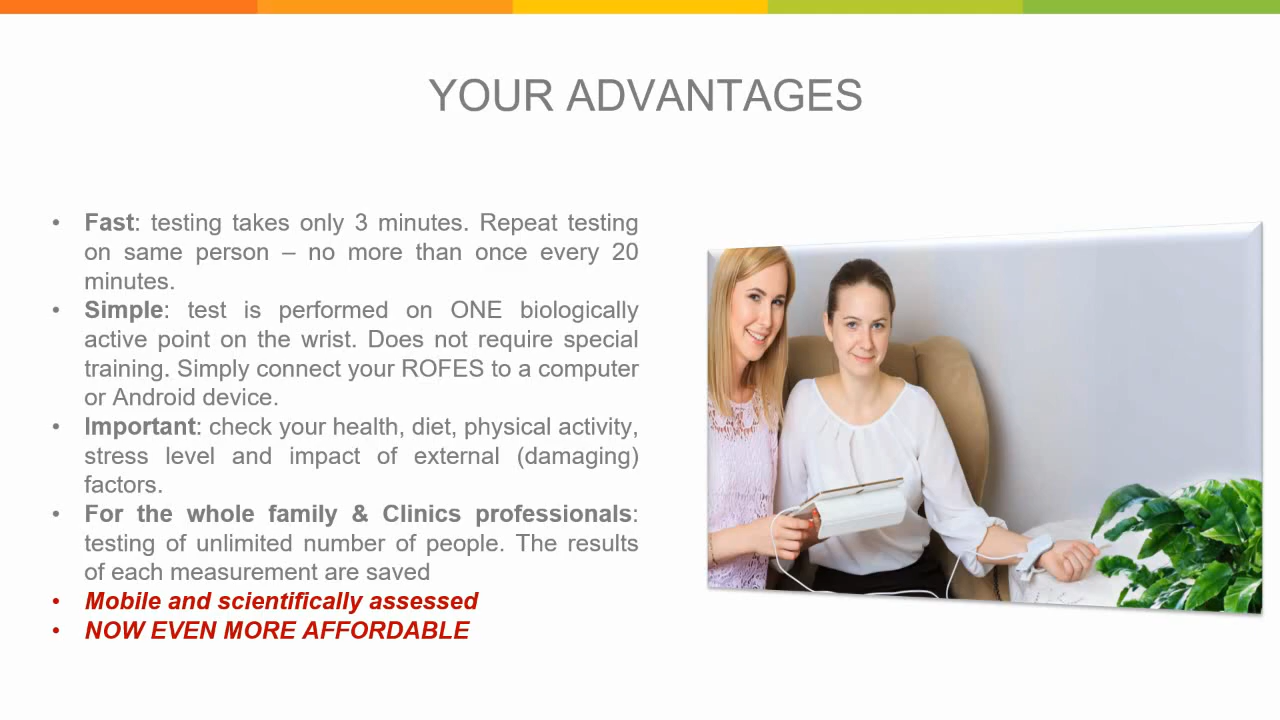 YOUR ADVANTAGES
• Fast: testing takes only 3 minutes. Repeat testing
on same person – no more than once every 20
minutes.
• Simple: test is performed on ONE biologically
active point on the wrist. Does not require special
training. Simply connect your ROFES to a computer
or Android device.
• Important: check your health, diet, physical activity,
stress level and impact of external (damaging)
factors.
• For the whole family & Clinics professionals:
testing of unlimited number of people. The results
of each measurement are saved
• Mobile and scientifically assessed
• NOW EVEN MORE AFFORDABLE